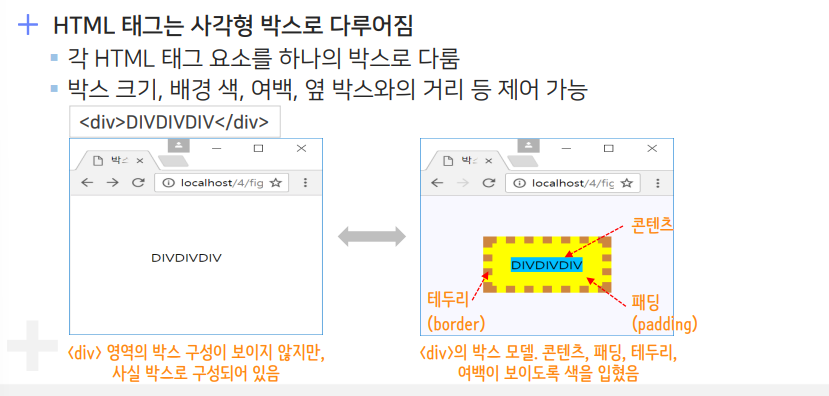 HTML 태그는 사각형 박스로 다루어짐
각 HTML 태그 요소를 하나의 박스로 다룸
박스 크기, 배경 색, 여백, 옆 박스와의 거리 등 제어 가능
<div>DIVDIVDIV</div>
박스
localhost/4/fig
DIVDIVDIV
<div> 영역의 박스 구성이 보이지 않지만,
사실 박스로 구성되어 있음
박스
localhost/4/fig
콘텐츠
DIVDIVDIV
테두리
(border)
패딩
(padding)
<div>의 박스 모델. 콘텐츠, 패딩, 테두리,
여백이 보이도록 색을 입혔음